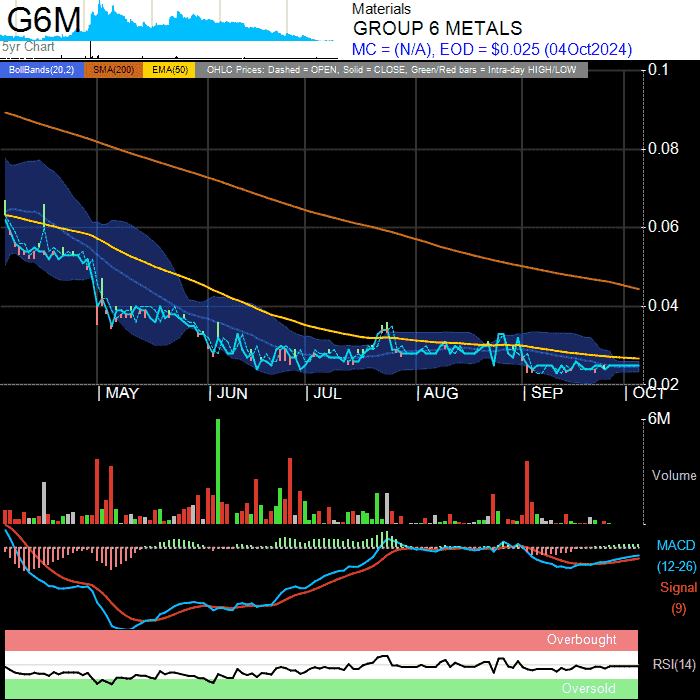 G6M
5yr Chart
Materials
GROUP 6 METALS
MC = (N/A), EOD = $0.025 (04Oct2024)
BollBands(20,2) SMA(200) EMA(50) OHLC Prices: Dashed = OPEN, Solid = CLOSE, Green/Red bars = Intra-day HIGH/LOW
0.1
0.08
0.06
0.04
0.02
MAY JUN JUL AUG SEP OCT
6M
Volume
MACD
(12-26)
Signal
(9)
Overbought
RSI(14)
Oversold